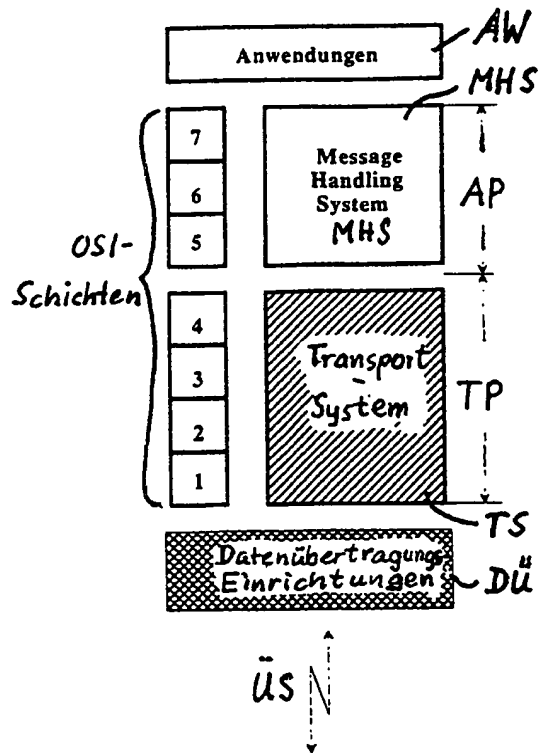 Anwendungen
AW
MHS
7
6
5
Message
Handling
System
MHS
AP
OSI-
Schichten
4
3
2
1
Transport
-
System
TP
TS
Datenübertragungs
Einrichtungen
DÜ
ÜS